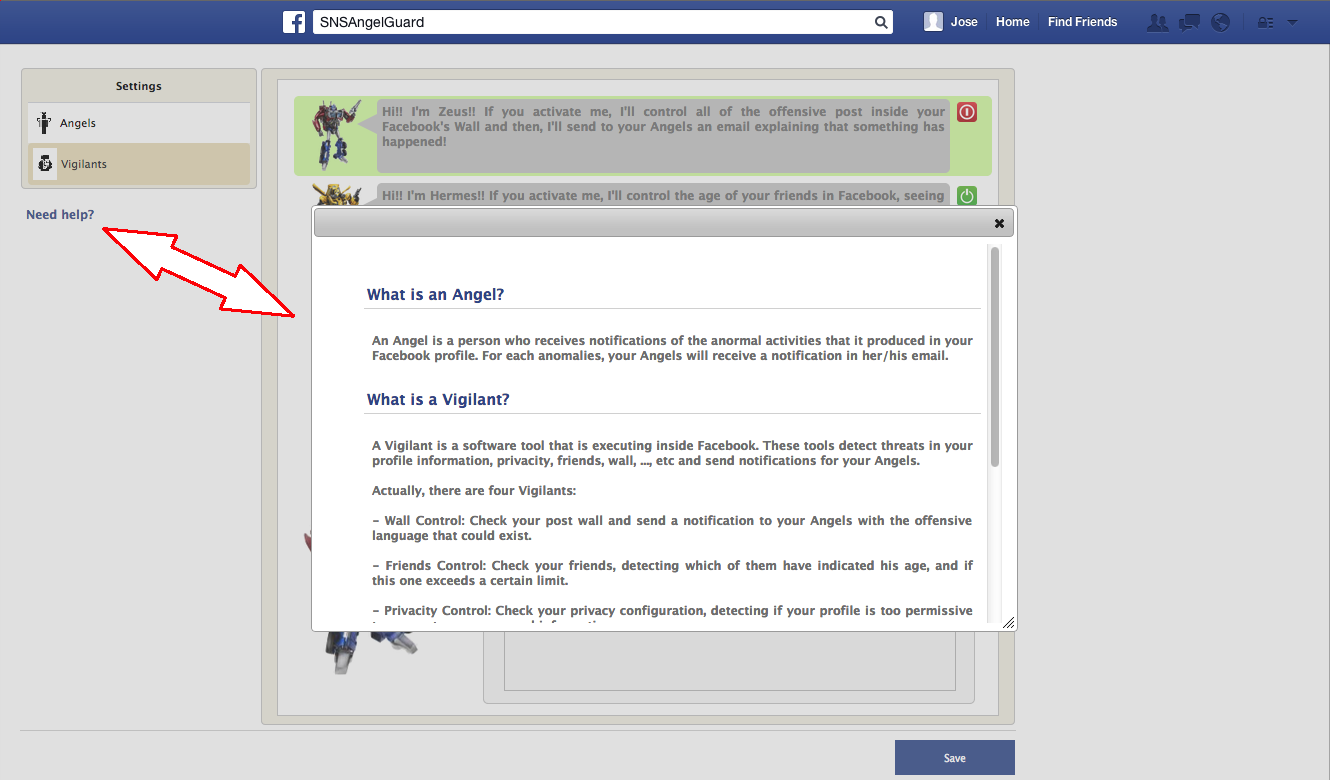 SNSAngelGuard
Jose
Home
Find Friends
Settings
Angels
Vigilants
Need help?
Hi!! I'm Zeus!! If you activate me, I'll control all of the offensive post inside your
Facebook's Wall and then, I'll send to your Angels an email explaining that something has
happened!
Hi!! I'm Hermes!! If you activate me, I'll control the age of your friends in Facebook, seeing
What is an Angel?
An Angel is a person who receives notifications of the anormal activities that it produced in your
Facebook profile. For each anomalies, your Angels will receive a notification in her/his email.
What is a Vigilant?
A Vigilant is a software tool that is executing inside Facebook. These tools detect threats in your
profile information, privacy, friends, wall, ..., etc and send notifications for your Angels.
Actually, there are four Vigilants:
- Wall Control: Check your post wall and send a notification to your Angels with the offensive
language that could exist.
- Friends Control: Check your friends, detecting which of them have indicated his age, and if
this one exceeds a certain limit.
- Privacity Control: Check your privacy configuration, detecting if your profile is too permissive
Save